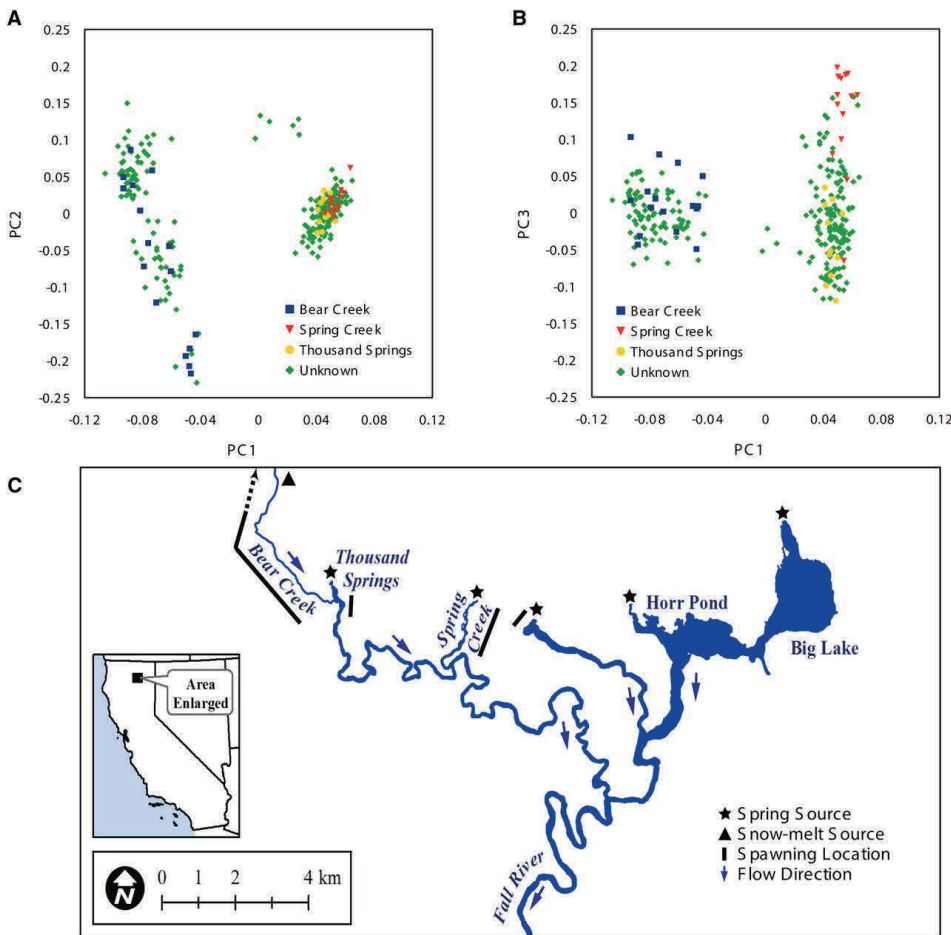 A
0.25
0.2
0.15
0.1
0.05
0
-0.05
-0.1
-0.15
-0.2
-0.25
PC2
-0.12
-0.08
-0.04
0
0.04
0.08
0.12
PC1
Bear Creek
Spring Creek
Thousand Springs
Unknown
B
0.25
0.2
0.15
0.1
0.05
0
-0.05
-0.1
-0.15
-0.2
-0.25
PC3
-0.12
-0.08
-0.04
0
0.04
0.08
0.12
PC1
Bear Creek
Spring Creek
Thousand Springs
Unknown
C
Bear Creek
Thousand
Springs
Spring
Creek
Horr Pond
Big Lake
Fall River
Area
Enlarged
N
0 1 2 4 km
Spring Source
Snow-melt Source
Spawning Location
Flow Direction